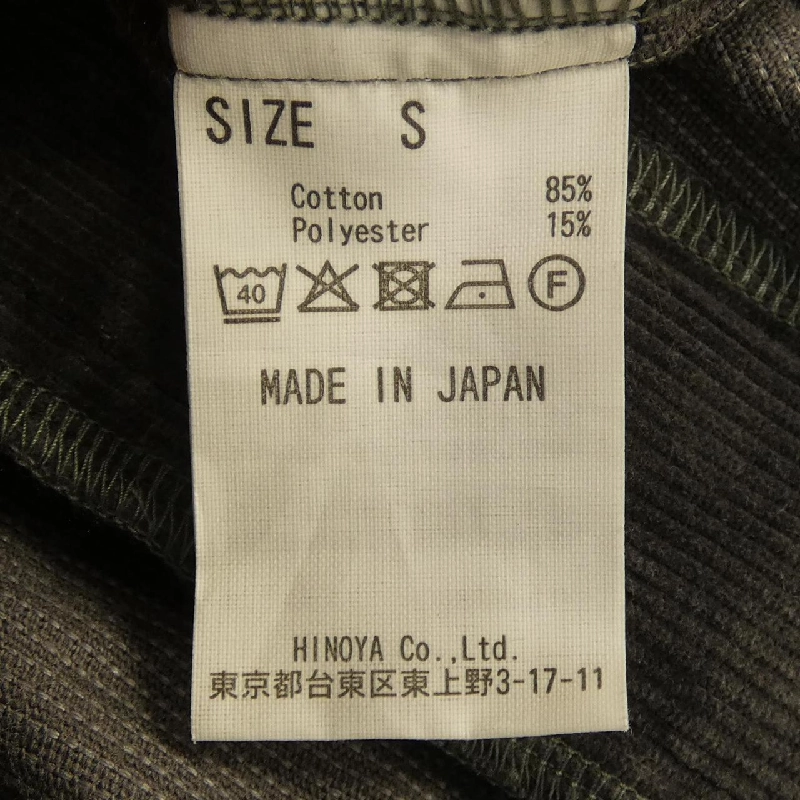 SIZE S
Cotton 85%
Polyester 15%
40 F
MADE IN JAPAN
HINOYA Co.,Ltd.
東京都台東区東上野3-17-11